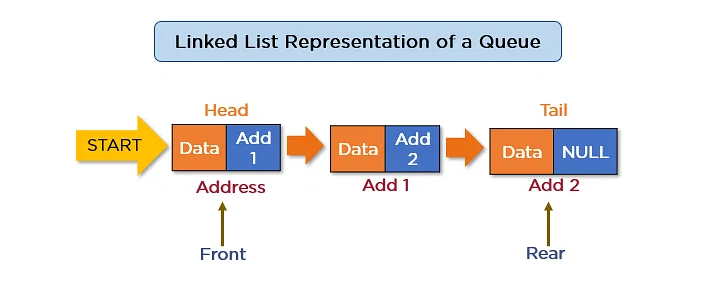 Linked List Representation of a Queue
Head
Tail
START
Data
Add
1
Data
Add
2
Data
NULL
Address
Add 1
Add 2
Front
Rear